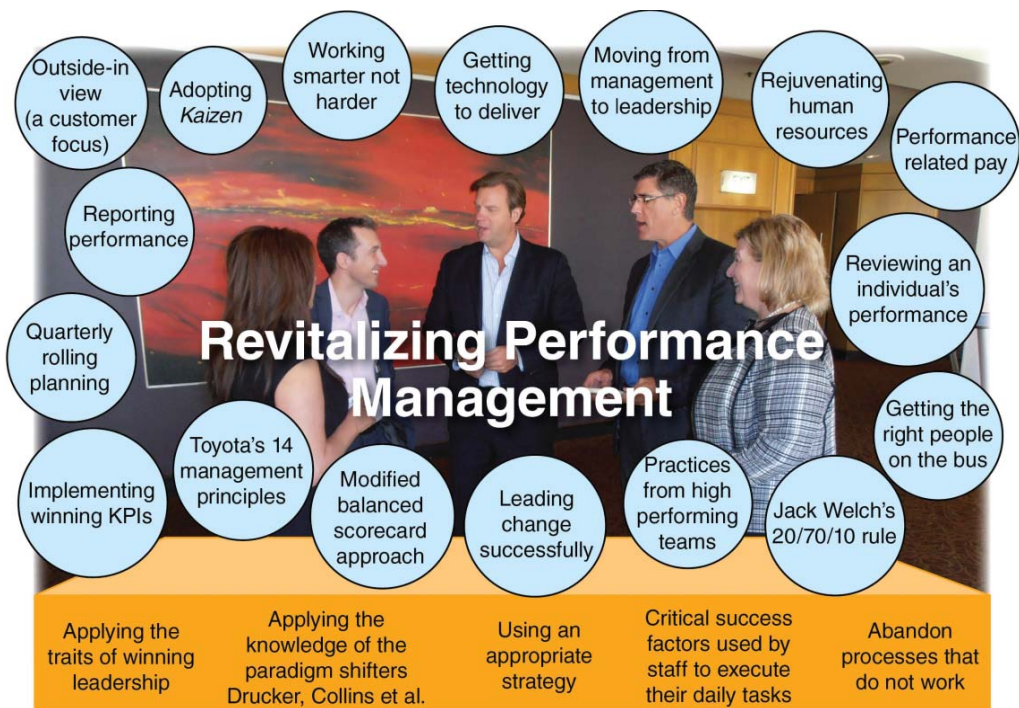 Outside-in
view
(a customer
focus)
Adopting
Kaizen
Working
smarter not
harder
Getting
technology
to deliver
Moving from
management
to leadership
Rejuvenating
human
resources
Performance
related pay
Reporting
performance
Reviewing an
individual's
performance
Quarterly
rolling
planning
Revitalizing Performance
Management
Getting the
right people
on the bus
Implementing
winning KPIs
Toyota's 14
management
principles
Modified
balanced
scorecard
approach
Leading
change
successfully
Practices
from high
performing
teams
Jack Welch's
20/70/10 rule
Applying the
traits of winning
leadership
Applying the
knowledge of the
paradigm shifters
Drucker, Collins et al.
Using an
appropriate
strategy
Critical success
factors used by
staff to execute
their daily tasks
Abandon
processes that
do not work